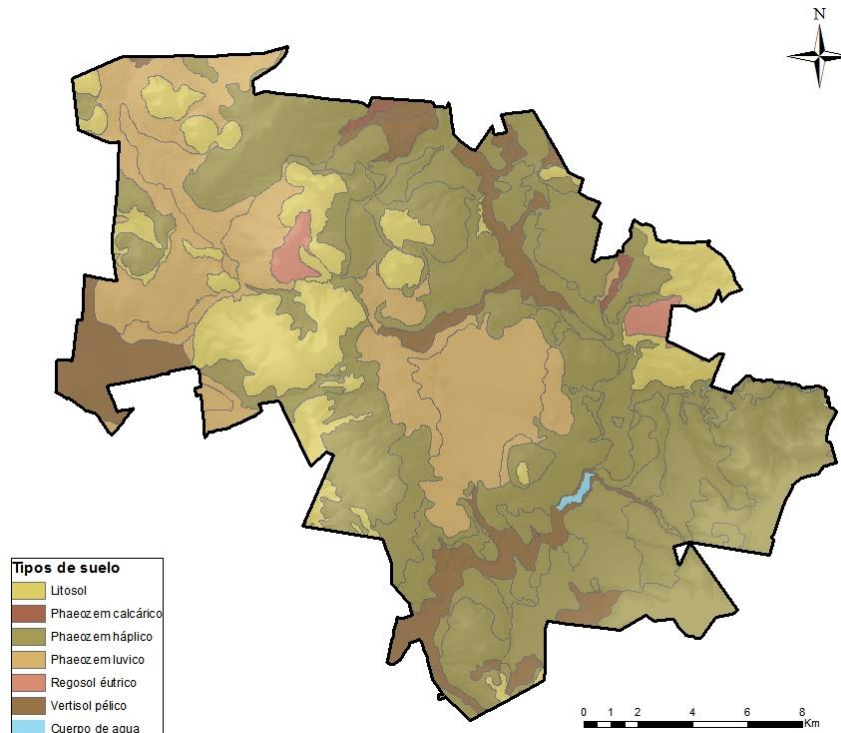 N
Tipos de suelo
Litosol
Phaeozem calcárico
Phaeozem háplico
Phaeozem luvico
Regosol éutrico
Vertisol pélico
Cuerpo de agua
0 1 2 4 6 8
Km